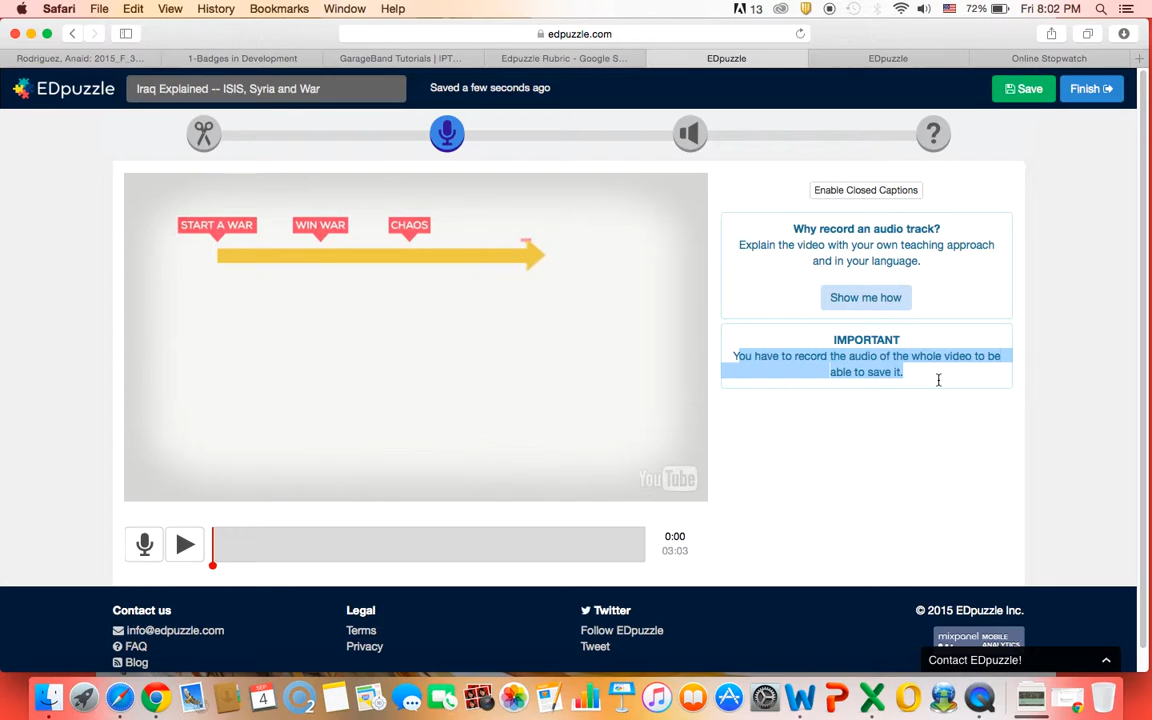 Safari File Edit View History Bookmarks Window Help 13 72% Fri 8:02 PM
edpuzzle.com
Rodriguez, Anaid: 2015_F_3... 1-Badges in Development GarageBand Tutorials | IPT... Edpuzzle Rubric - Google S... EDpuzzle EDpuzzle Online Stopwatch
EDpuzzle Iraq Explained -- ISIS, Syria and War Saved a few seconds ago Save Finish
?
START A WAR WIN WAR CHAOS
YouTube
Enable Closed Captions
Why record an audio track?
Explain the video with your own teaching approach
and in your language.
Show me how
IMPORTANT
You have to record the audio of the whole video to be
able to save it.
0:00
03:03
Contact us Legal Twitter © 2015 EDpuzzle Inc.
info@edpuzzle.com Terms Follow EDpuzzle
FAQ Privacy Tweet
Blog
mixpanel MOBILE
ANALYTICS
Contact EDpuzzle!
SEP
4